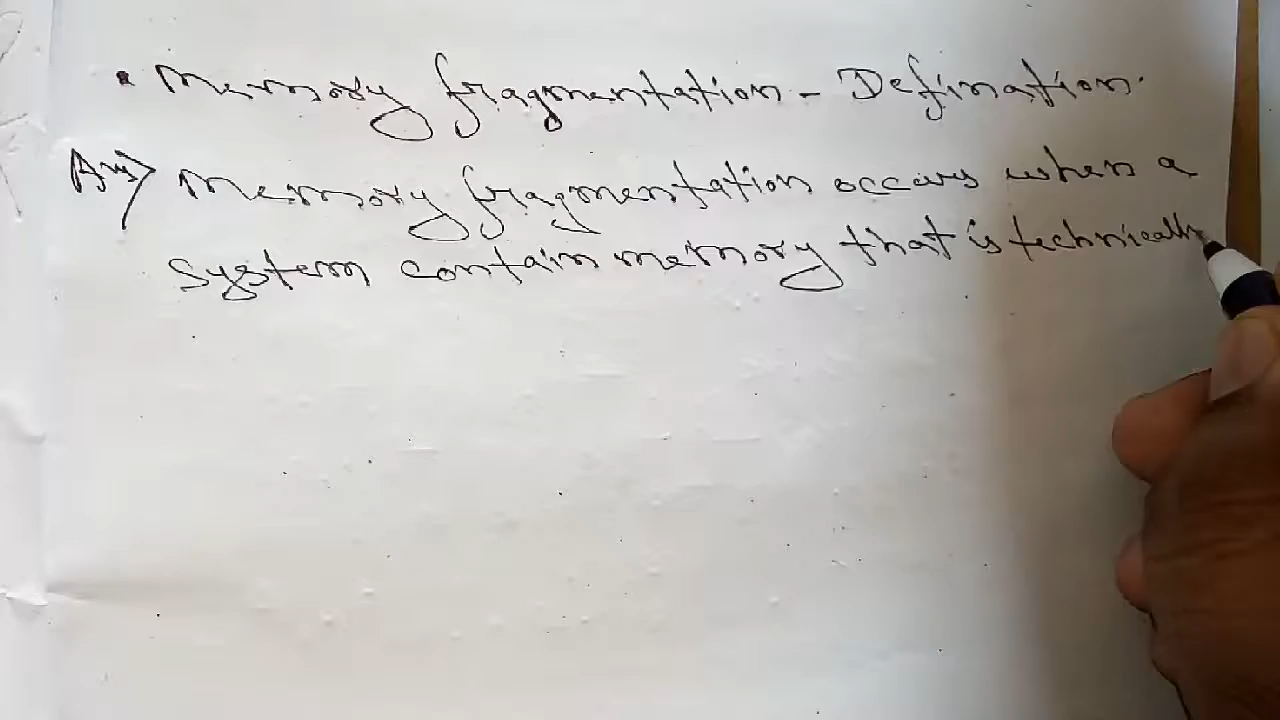 • Memory fragmentation - Defination.
Ans) Memory fragmentation occurs when a
system contain memory that is technically